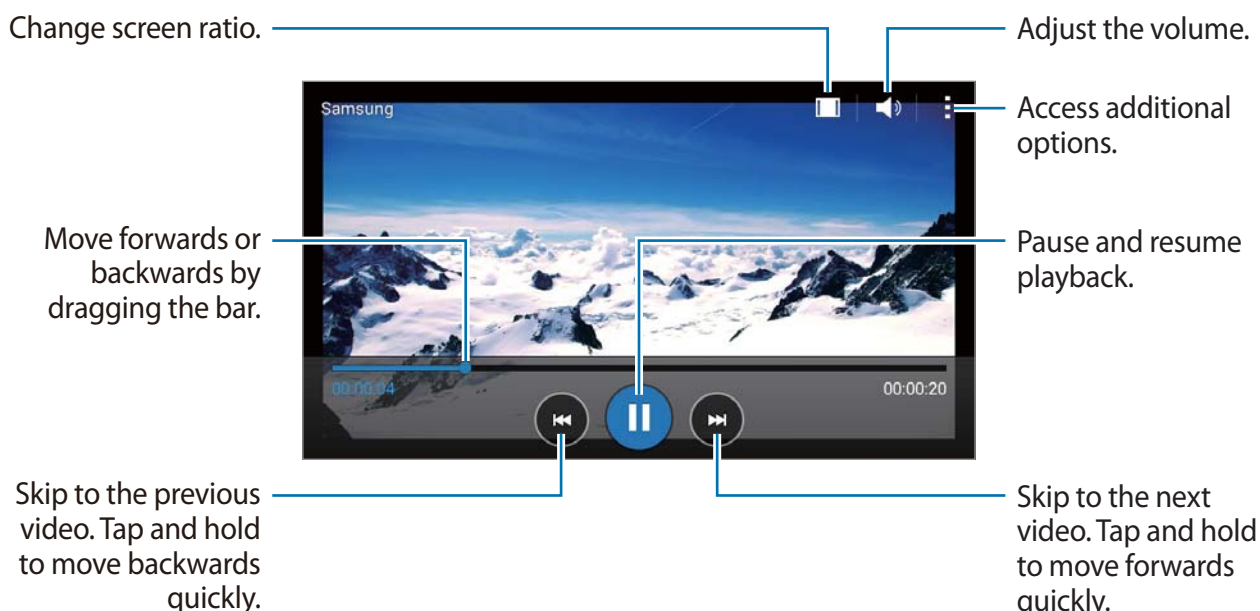 Change screen ratio.
Adjust the volume.
Samsung
Access additional
options.
Move forwards or
backwards by
dragging the bar.
Pause and resume
playback.
00:00:04
00:00:20
Skip to the previous
video. Tap and hold
to move backwards
quickly.
Skip to the next
video. Tap and hold
to move forwards
quickly.